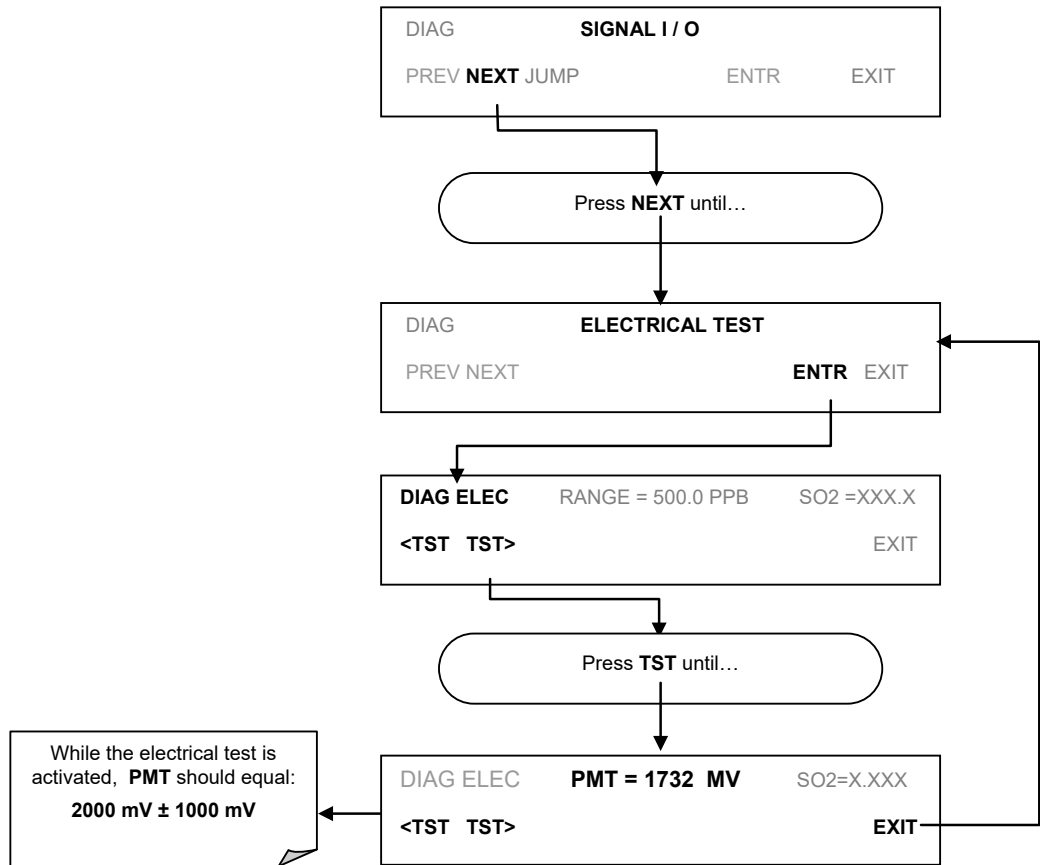 DIAG SIGNAL I / O
PREV NEXT JUMP ENTR EXIT
Press NEXT until…
DIAG ELECTRICAL TEST
PREV NEXT ENTR EXIT
DIAG ELEC RANGE = 500.0 PPB SO2 =XXX.X
<TST TST> EXIT
Press TST until…
While the electrical test is
activated, PMT should equal:
2000 mV ± 1000 mV
DIAG ELEC PMT = 1732 MV SO2=X.XXX
<TST TST> EXIT